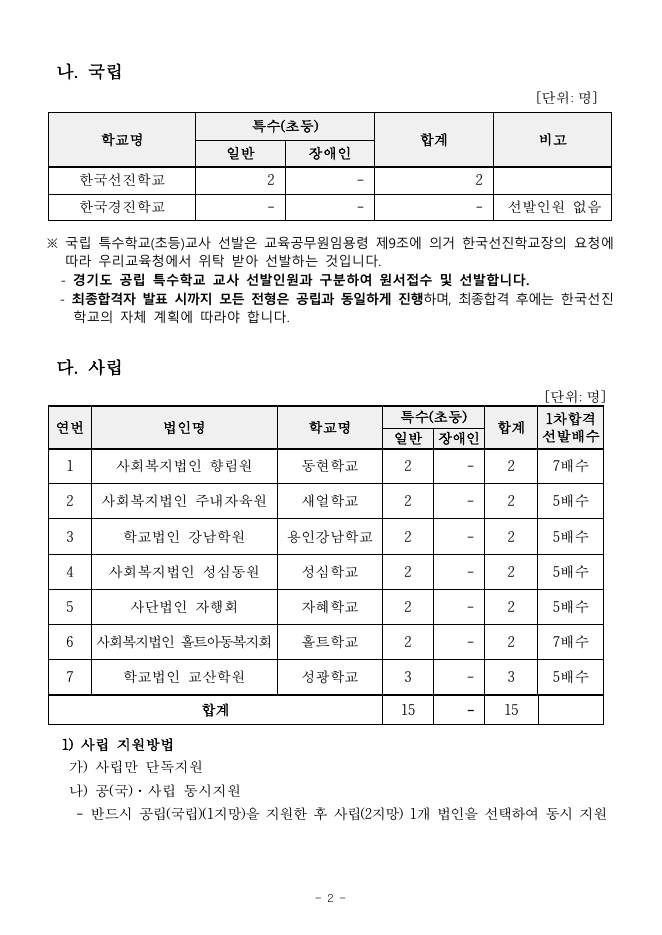 나. 국립
[단위: 명]
학교명 특수(초등) 합계 비고
일반 장애인
한국선진학교 2 - 2
한국경진학교 - - - 선발인원 없음
※ 국립 특수학교(초등)교사 선발은 교육공무원임용령 제9조에 의거 한국선진학교장의 요청에
따라 우리교육청에서 위탁 받아 선발하는 것입니다.
- 경기도 공립 특수학교 교사 선발인원과 구분하여 원서접수 및 선발합니다.
- 최종합격자 발표 시까지 모든 전형은 공립과 동일하게 진행하며, 최종합격 후에는 한국선진
학교의 자체 계획에 따라야 합니다.
다. 사립
[단위: 명]
연번 법인명 학교명 특수(초등) 합계 1차합격
선발배수
일반 장애인
1 사회복지법인 향림원 동현학교 2 - 2 7배수
2 사회복지법인 주내자육원 새얼학교 2 - 2 5배수
3 학교법인 강남학원 용인강남학교 2 - 2 5배수
4 사회복지법인 성심동원 성심학교 2 - 2 5배수
5 사단법인 자행회 자혜학교 2 - 2 5배수
6 사회복지법인 홀트아동복지회 홀트학교 2 - 2 7배수
7 학교법인 교산학원 성광학교 3 - 3 5배수
합계 15 - 15
1) 사립 지원방법
가) 사립만 단독지원
나) 공(국)·사립 동시지원
- 반드시 공립(국립)(1지망)을 지원한 후 사립(2지망) 1개 법인을 선택하여 동시 지원
- 2 -